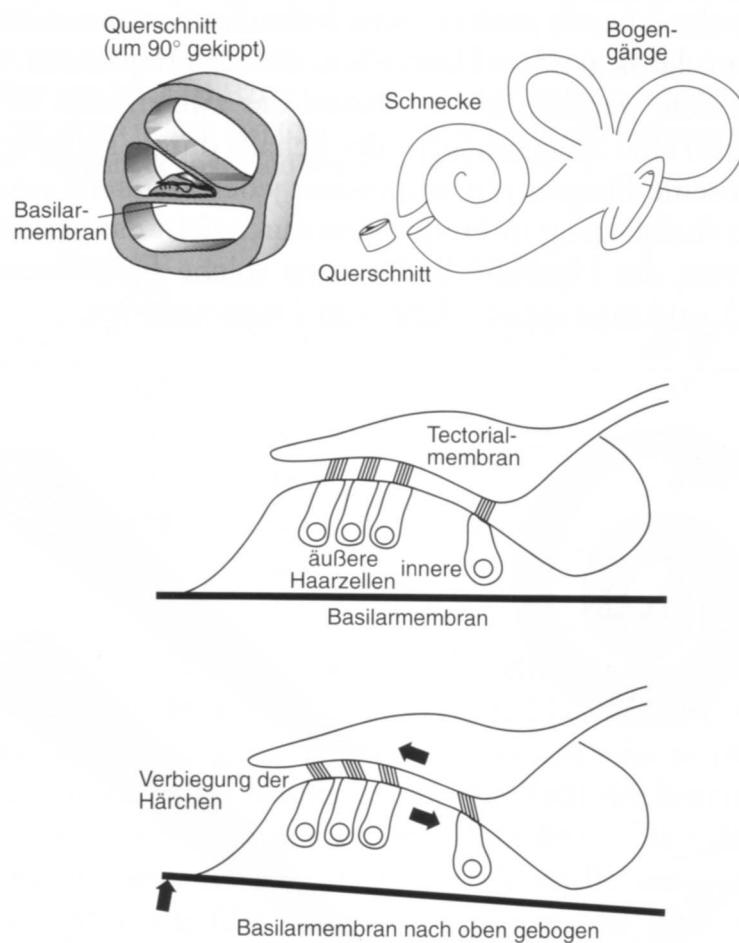 Querschnitt
(um 90° gekippt)
Bogen-
gänge
Schnecke
Basilar-
membran
Querschnitt
Tectorial-
membran
äußere
Haarzellen
innere
Basilarmembran
Verbiegung der
Härchen
Basilarmembran nach oben gebogen